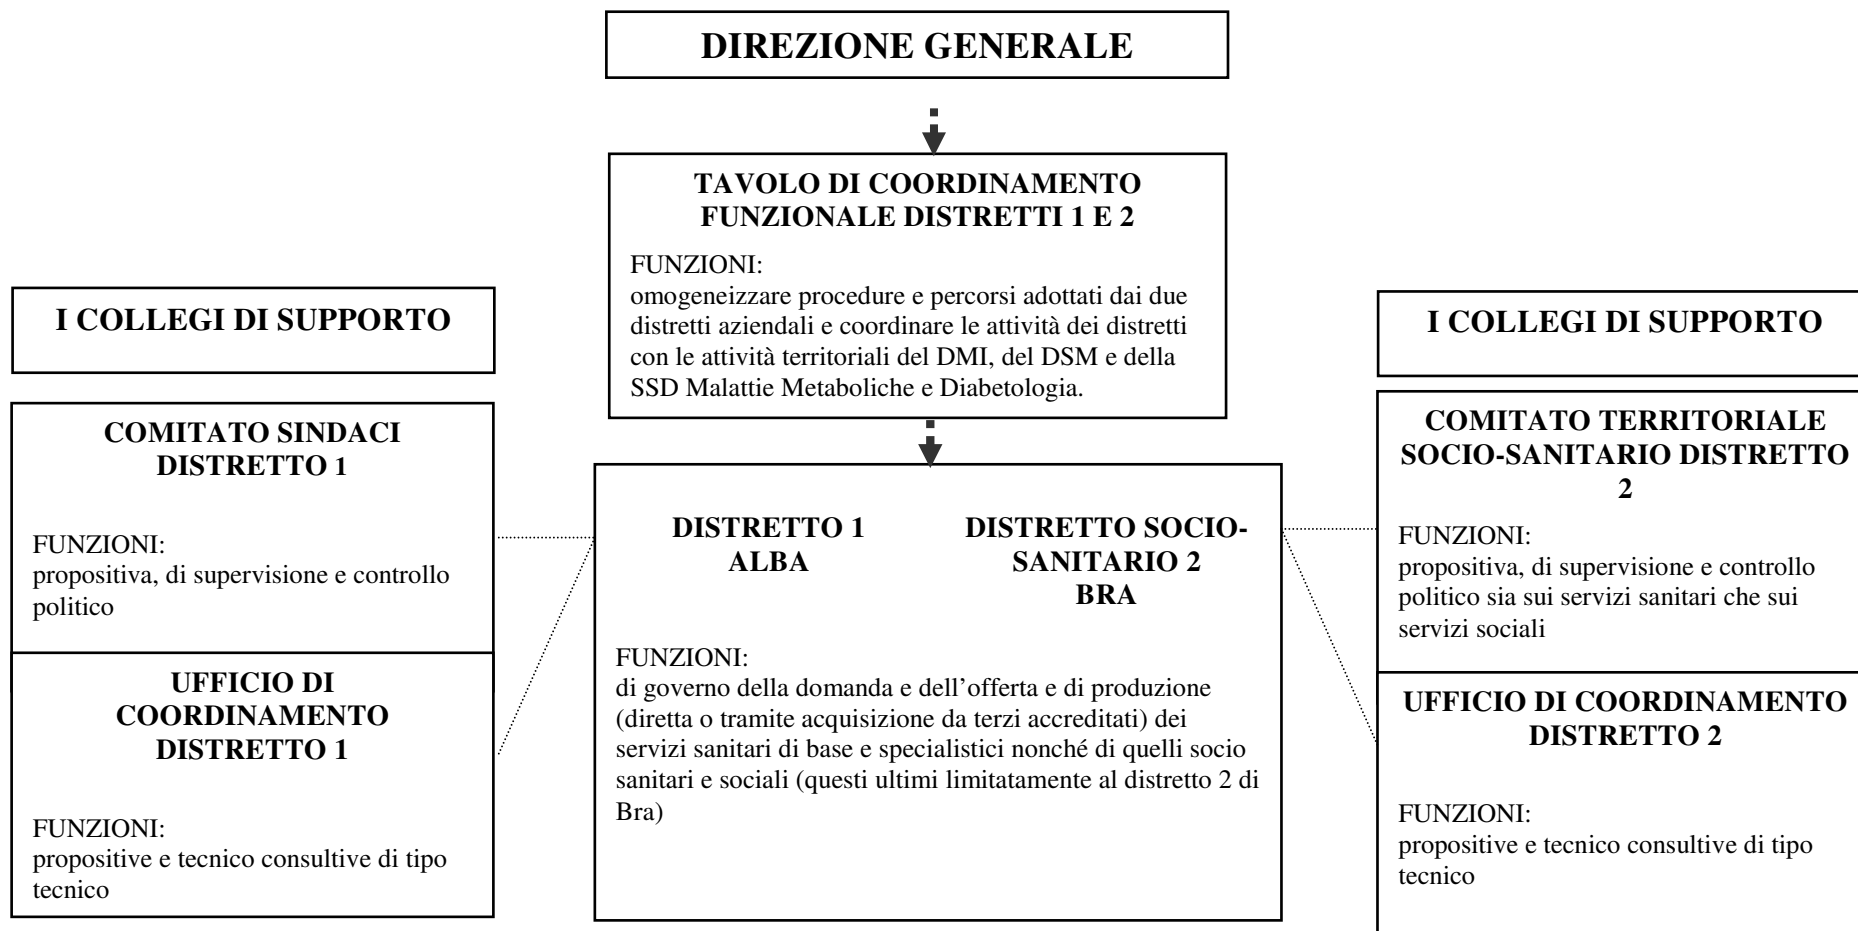 DIREZIONE GENERALE
TAVOLO DI COORDINAMENTO
FUNZIONALE DISTRETTI 1 E 2
FUNZIONI:
omogeneizzare procedure e percorsi adottati dai due
distretti aziendali e coordinare le attività dei distretti
con le attività territoriali del DMI, del DSM e della
SSD Malattie Metaboliche e Diabetologia.
I COLLEGI DI SUPPORTO
COMITATO SINDACI
DISTRETTO 1
FUNZIONI:
propositiva, di supervisione e controllo
politico
UFFICIO DI
COORDINAMENTO
DISTRETTO 1
FUNZIONI:
propositive e tecnico consultive di tipo
tecnico
DISTRETTO 1
ALBA
DISTRETTO SOCIO-
SANITARIO 2
BRA
FUNZIONI:
di governo della domanda e dell’offerta e di produzione
(diretta o tramite acquisizione da terzi accreditati) dei
servizi sanitari di base e specialistici nonché di quelli socio
sanitari e sociali (questi ultimi limitatamente al distretto 2 di
Bra)
I COLLEGI DI SUPPORTO
COMITATO TERRITORIALE
SOCIO-SANITARIO DISTRETTO
2
FUNZIONI:
propositiva, di supervisione e controllo
politico sia sui servizi sanitari che sui
servizi sociali
UFFICIO DI COORDINAMENTO
DISTRETTO 2
FUNZIONI:
propositive e tecnico consultive di tipo
tecnico